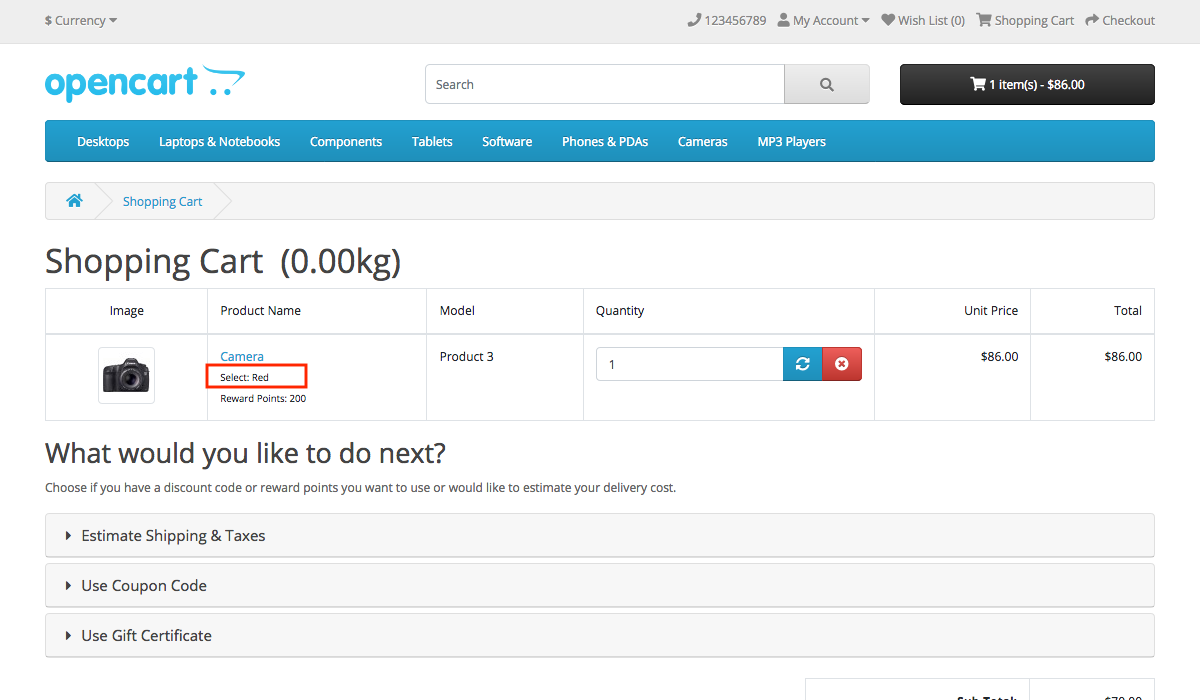 $ Currency
123456789 My Account Wish List (0) Shopping Cart Checkout
opencart
Search
1 item(s) - $86.00
Desktops Laptops & Notebooks Components Tablets Software Phones & PDAs Cameras MP3 Players
Shopping Cart
Shopping Cart (0.00kg)
Image Product Name Model Quantity Unit Price Total
Camera Product 3 1 $86.00 $86.00
Select: Red
Reward Points: 200
What would you like to do next?
Choose if you have a discount code or reward points you want to use or would like to estimate your delivery cost.
Estimate Shipping & Taxes
Use Coupon Code
Use Gift Certificate